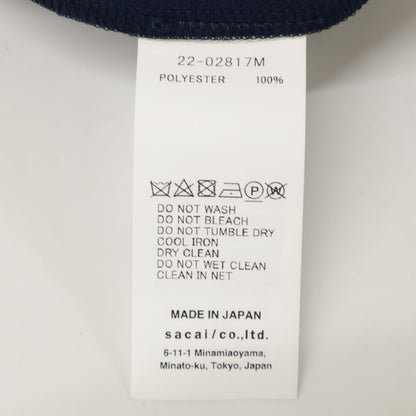 22-02817M
POLYESTER 100%
DO NOT WASH
DO NOT BLEACH
DO NOT TUMBLE DRY
COOL IRON
DRY CLEAN
DO NOT WET CLEAN
CLEAN IN NET
MADE IN JAPAN
sacai/co.,ltd.
6-11-1 Minamiaoyama,
Minato-ku, Tokyo, Japan